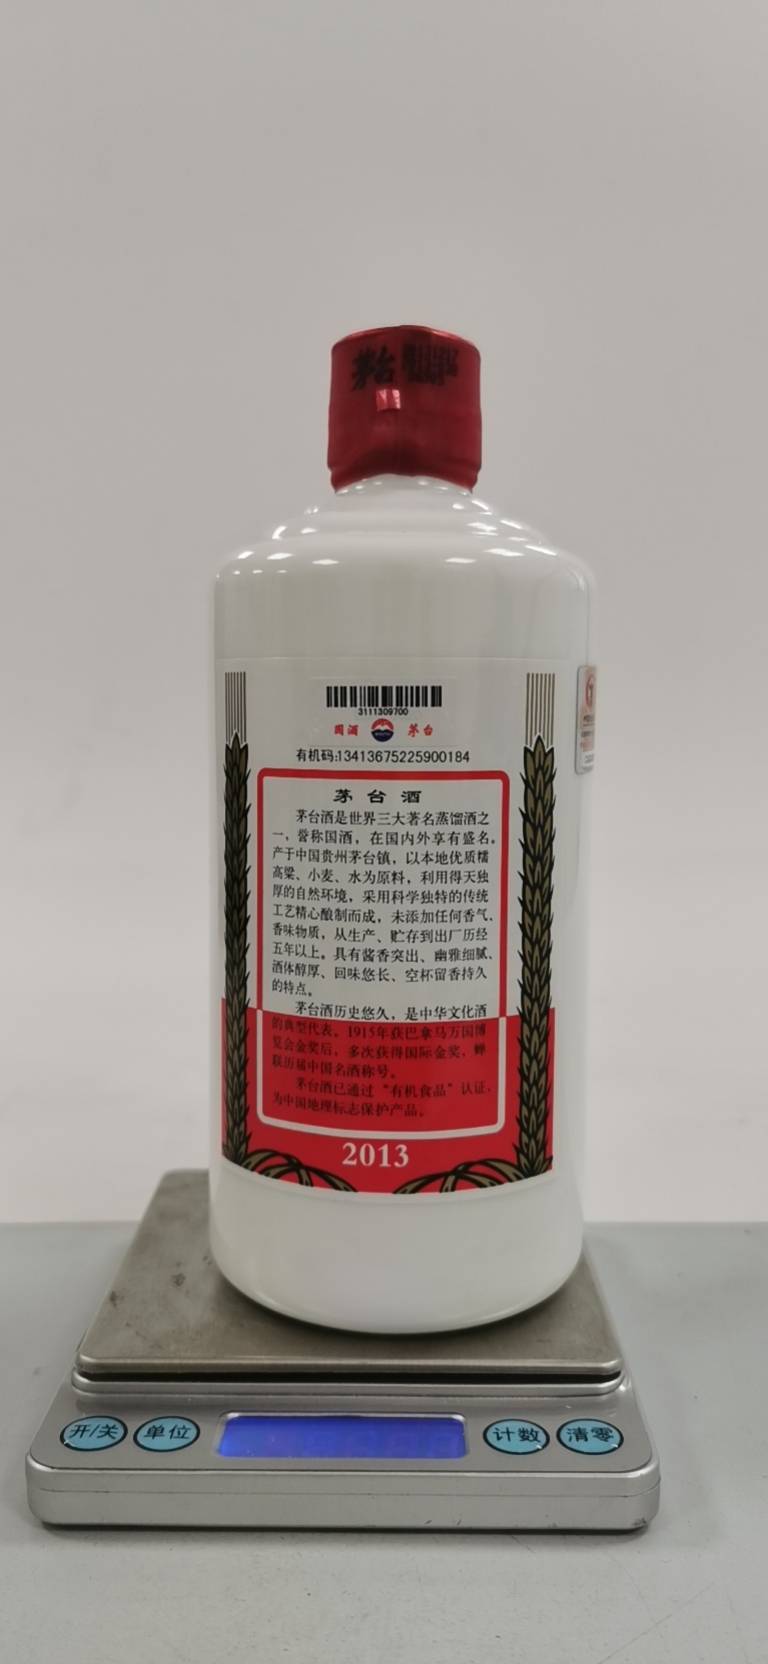 茅台
3111309700
国酒 茅台
有机码:13413675225900184
茅台酒
茅台酒是世界三大著名蒸馏酒之
一，誉称国酒，在国内外享有盛名。
产于中国贵州茅台镇，以本地优质糯
高粱、小麦、水为原料，利用得天独
厚的自然环境，采用科学独特的传统
工艺精心酿制而成，未添加任何香气、
香味物质，从生产、贮存到出厂历经
五年以上。具有酱香突出、幽雅细腻、
酒体醇厚、回味悠长、空杯留香持久
的特点。
茅台酒历史悠久，是中华文化酒
的典型代表。1915年获巴拿马万国博
览会金奖后，多次获得国际金奖，蝉
联历届中国名酒称号。
茅台酒已通过“有机食品”认证，
为中国地理标志保护产品。
2013
开/关 单位 计数 清零